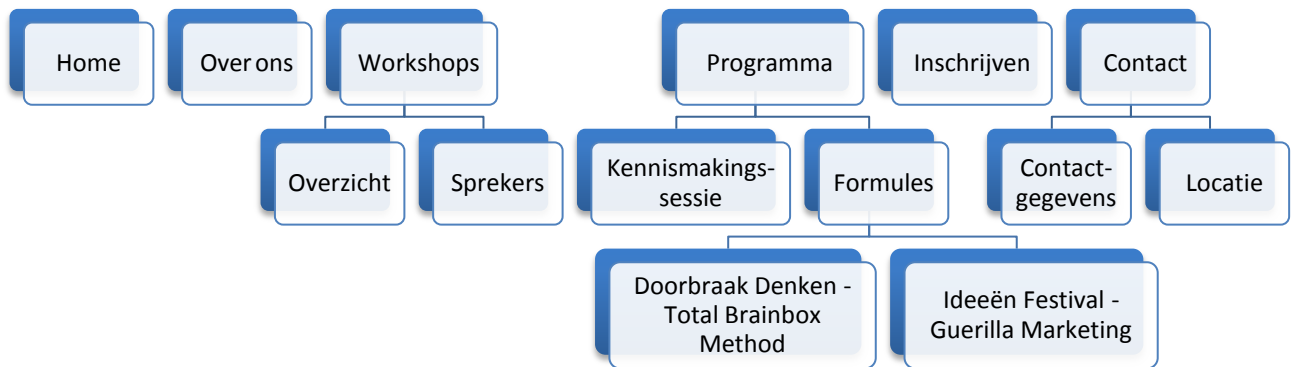 Home
Over ons
Workshops
Programma
Inschrijven
Contact
Overzicht
Sprekers
Kennismakings-
sessie
Formules
Contact-
gegevens
Locatie
Doorbraak Denken -
Total Brainbox
Method
Ideeën Festival -
Guerilla Marketing